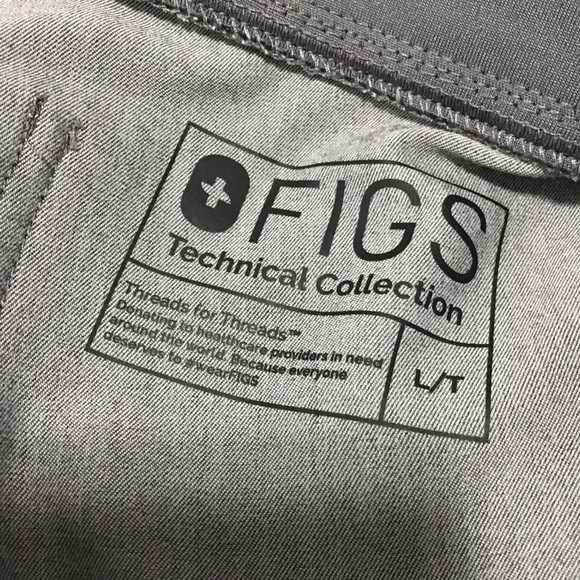 FIGS
Technical Collection
Threads for Threads™
Donating to healthcare providers in need
around the world. Because everyone
deserves to #wearFIGS
L/T